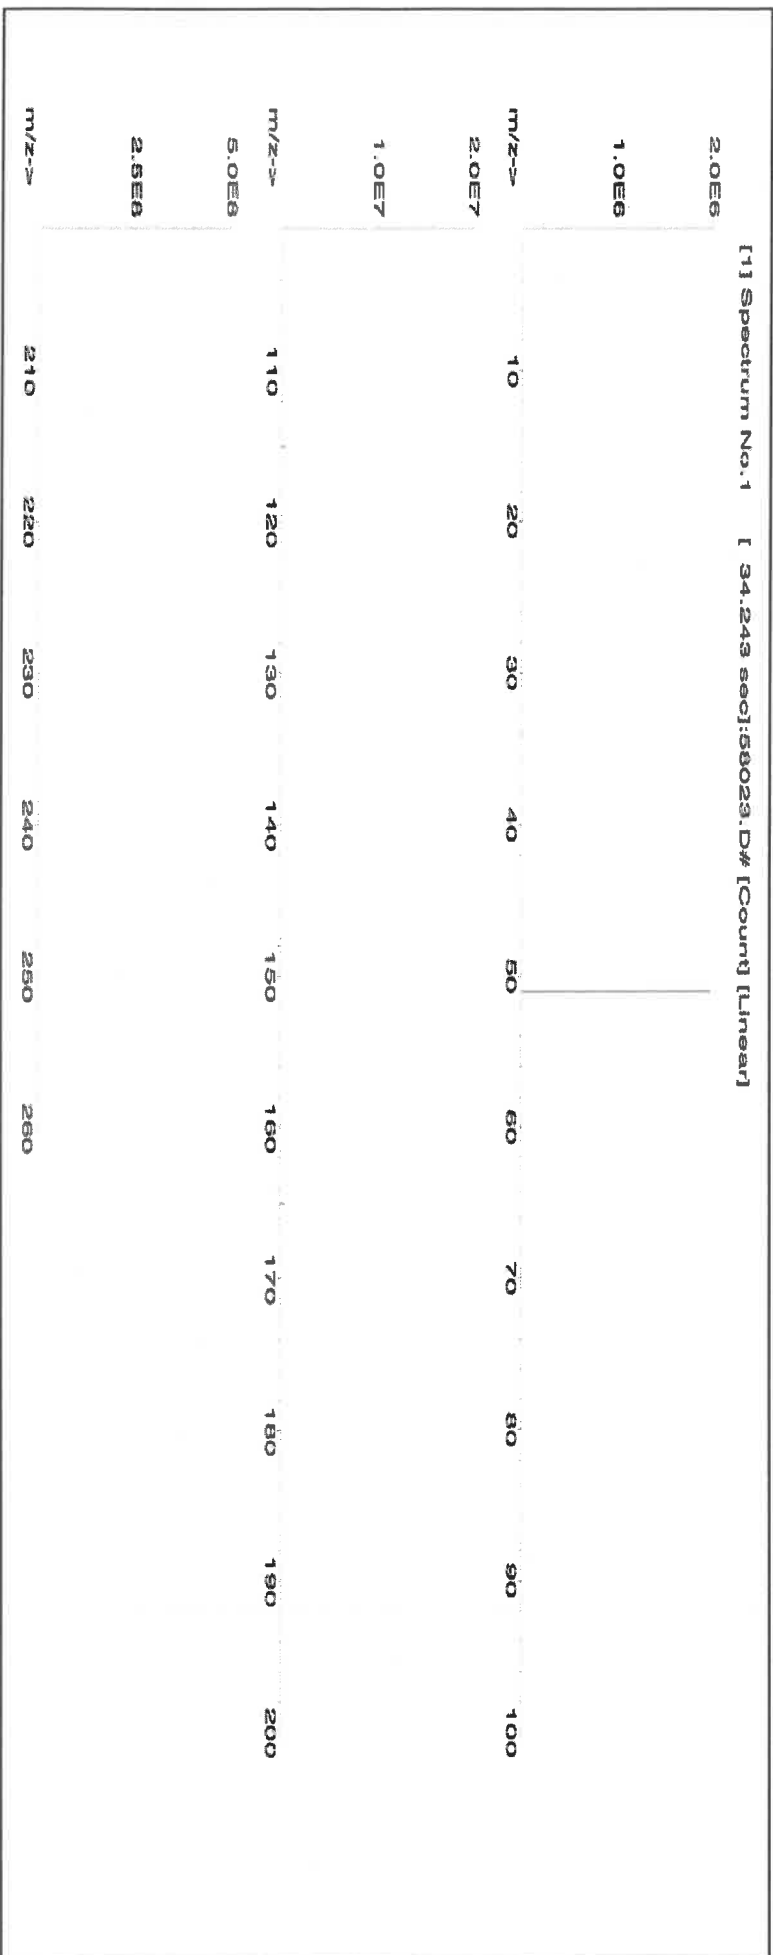 [1] Spectrum No.1 [ 34.243 sec]:58023.D# [Count] [Linear]
2.0E6
1.0E6
m/z-> 10 20 30 40 50 60 70 80 90 100
2.0E7
1.0E7
m/z-> 110 120 130 140 150 160 170 180 190 200
5.0E8
2.5E8
m/z-> 210 220 230 240 250 260